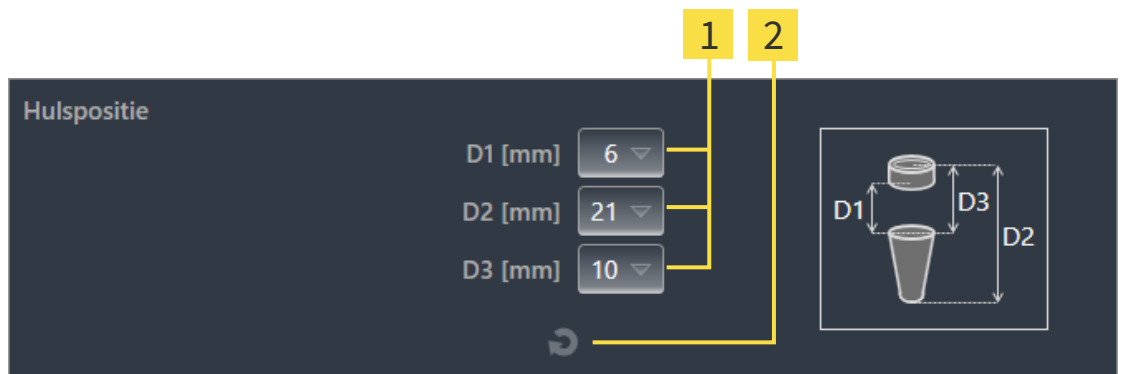 1 2
Hulspositie
D1 [mm] 6
D2 [mm] 21
D3 [mm] 10
D1
D3
D2